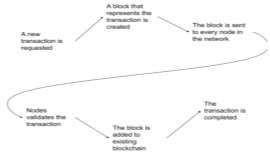 A new
transaction is
requested
A block that
represents the
transaction is
created
The block is sent
to every node in
the network
Nodes
validates the
transaction
The block is
added to
existing
blockchain
The
transaction is
completed